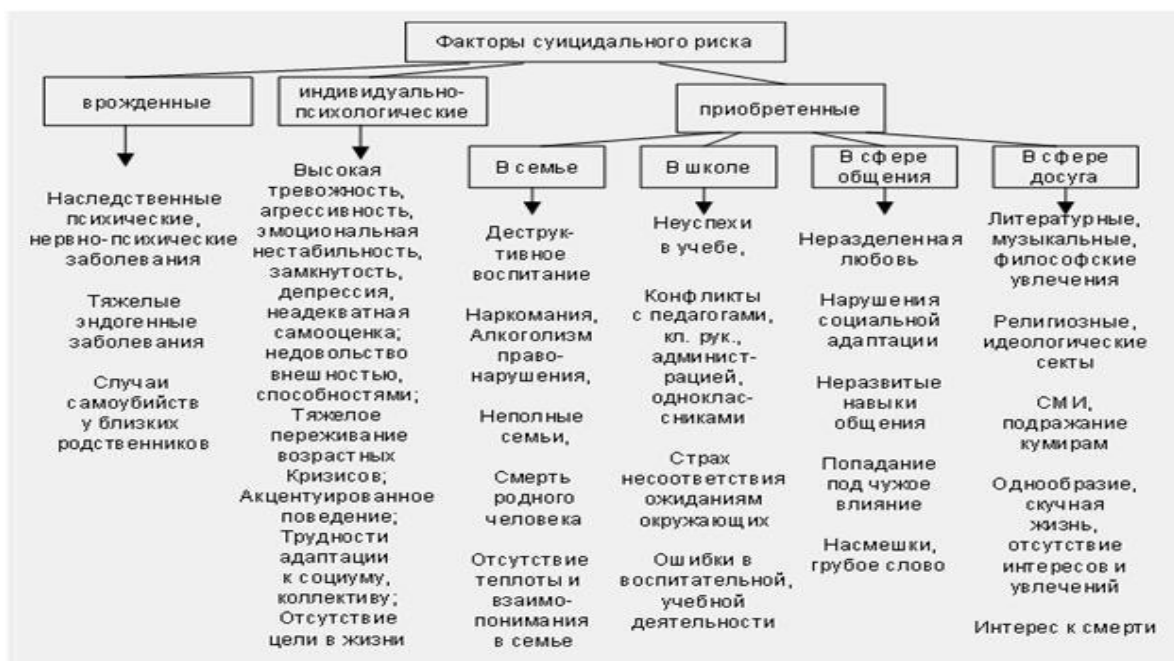 Факторы суицидального риска
врожденные
индивидуально-
психологические
приобретенные
В семье
В школе
В сфере
общения
В сфере
досуга
Наследственные
психические,
нервно-психические
заболевания
Тяжелые
эндогенные
заболевания
Случаи
самоубийств
у близких
родственников
Высокая
тревожность,
агрессивность,
эмоциональная
нестабильность,
замкнутость,
депрессия,
неадекватная
самооценка;
недовольство
внешностью,
способностями;
Тяжелое
переживание
возрастных
Кризисов;
Акцентуированное
поведение;
Трудности
адаптации
к социуму,
коллективу;
Отсутствие
цели в жизни
Деструк-
тивное
воспитание
Наркомания,
Алкоголизм
право-
нарушения,
Неполные
семьи,
Смерть
родного
человека
Отсутствие
теплоты и
взаимо-
понимания
в семье
Неуспехи
в учебе,
Конфликты
с педагогами,
кл. рук.,
админист-
рацией,
однoклас-
сниками
Страх
несоответствия
ожиданиям
окружающих
Ошибки в
воспитательной,
учебной
деятельности
Неразделенная
любовь
Нарушения
социальной
адаптации
Неразвитые
навыки
общения
Попадание
под чужое
влияние
Насмешки,
грубое слово
Литературные,
музыкальные,
философские
увлечения
Религиозные,
идеологические
секты
СМИ,
подражание
кумирам
Однообразие,
скучная
жизнь,
отсутствие
интересов и
увлечений
Интерес к смерти